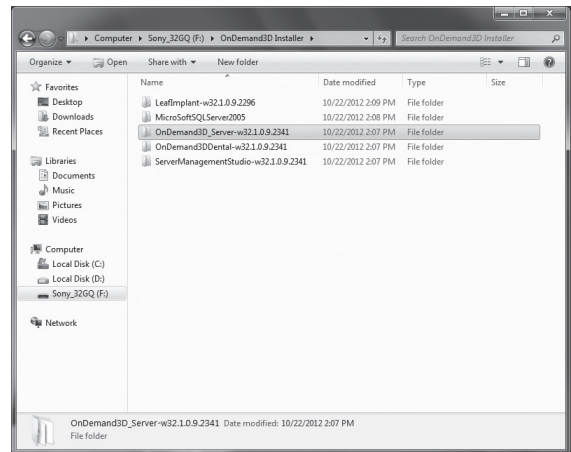 Computer ▸ Sony_32GQ (F:) ▸ OnDemand3D Installer ▸
Search OnDemand3D Installer
Organize
Open
Share with
New folder
Name
Date modified
Type
Size
Favorites
Desktop
Downloads
Recent Places
Libraries
Documents
Music
Pictures
Videos
Computer
Local Disk (C:)
Local Disk (D:)
Sony_32GQ (F:)
Network
LeafImplant-w32.1.0.9.2296 10/22/2012 2:09 PM File folder
MicroSoftSQLServer2005 10/22/2012 2:08 PM File folder
OnDemand3D_Server-w32.1.0.9.2341 10/22/2012 2:07 PM File folder
OnDemand3DDental-w32.1.0.9.2341 10/22/2012 2:07 PM File folder
ServerManagementStudio-w32.1.0.9.2341 10/22/2012 2:07 PM File folder
OnDemand3D_Server-w32.1.0.9.2341 Date modified: 10/22/2012 2:07 PM
File folder